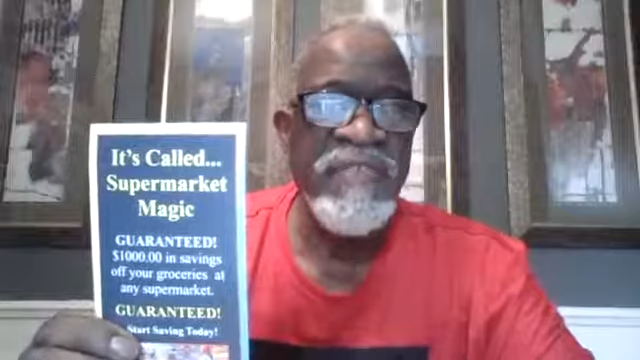 It's Called...
Supermarket
Magic
GUARANTEED!
$1000.00 in savings
off your groceries at
any supermarket.
GUARANTEED!
Start Saving Today!